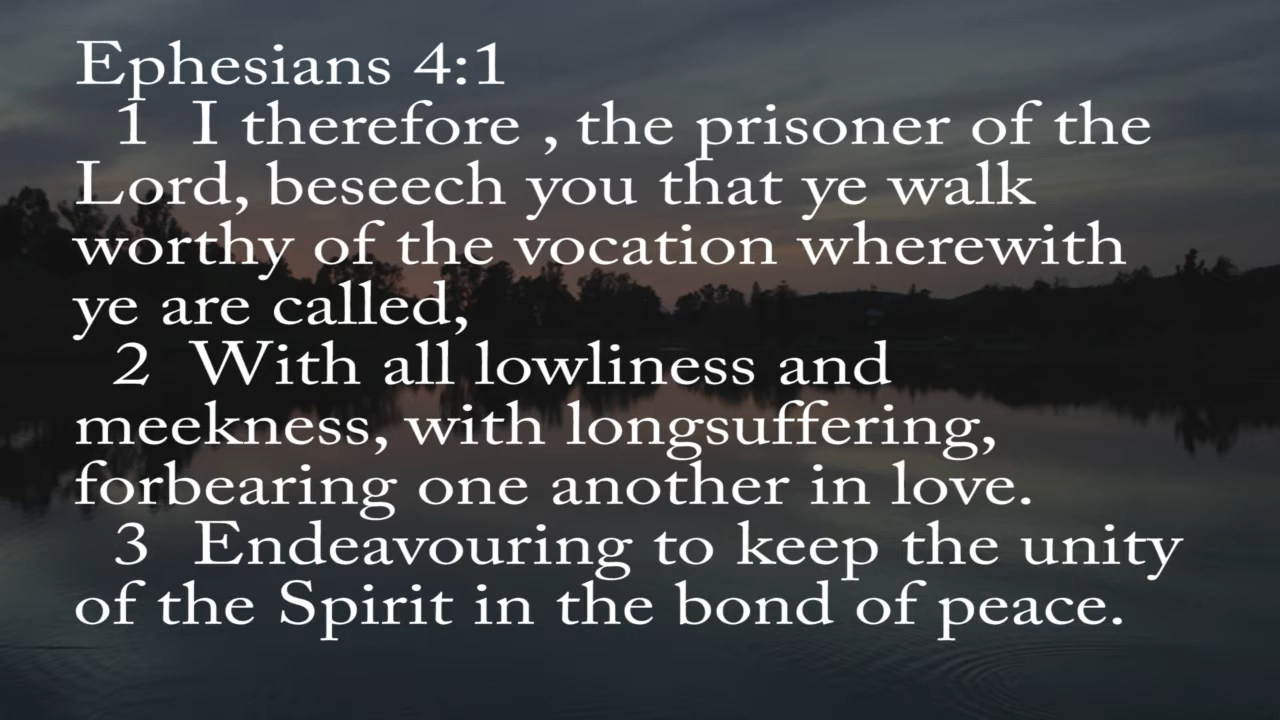 Ephesians 4:1
1 I therefore , the prisoner of the
Lord, beseech you that ye walk
worthy of the vocation wherewith
ye are called,
2 With all lowliness and
meekness, with longsuffering,
forbearing one another in love.
3 Endeavouring to keep the unity
of the Spirit in the bond of peace.